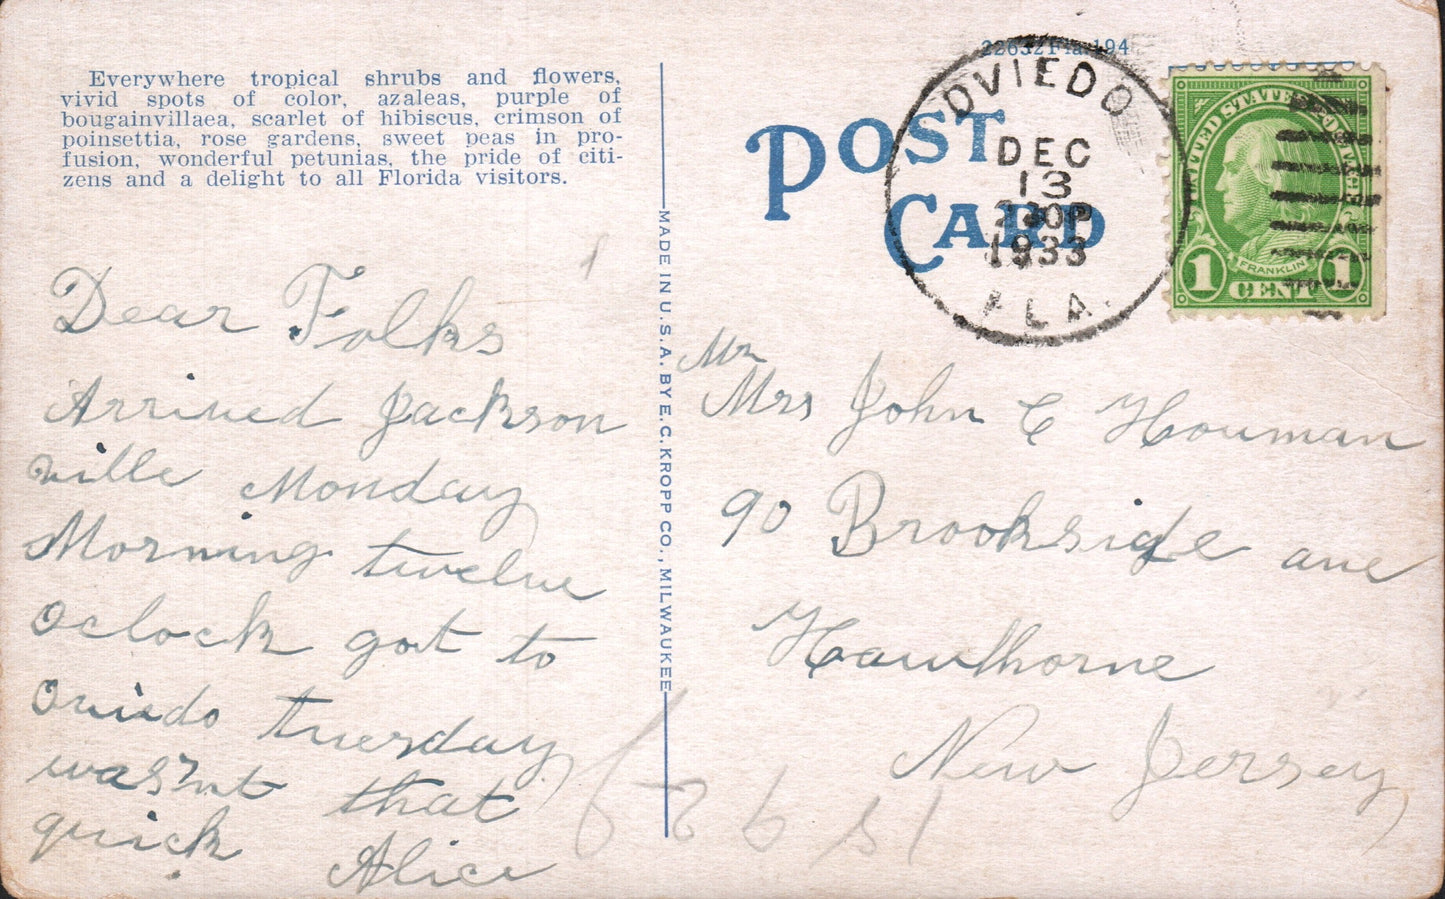 22632 Fla. 194
Everywhere tropical shrubs and flowers,
vivid spots of color, azaleas, purple of
bougainvillaea, scarlet of hibiscus, crimson of
poinsettia, rose gardens, sweet peas in pro-
fusion, wonderful petunias, the pride of citi-
zens and a delight to all Florida visitors.
POST
CARD
OVIEDO
DEC
13
2 30P
1933
FLA.
UNITED STATES POSTAGE
FRANKLIN
1 CENT 1
MADE IN U.S.A. BY E.C. KROPP CO., MILWAUKEE
Dear Folks
Arrived Jackson
ville Monday
Morning twelve
oclock got to
oviedo tuesday
was'nt that
quick Alice
Mr
Mrs John C Houman
90 Brookside ave
Hawthorne
New Jersey